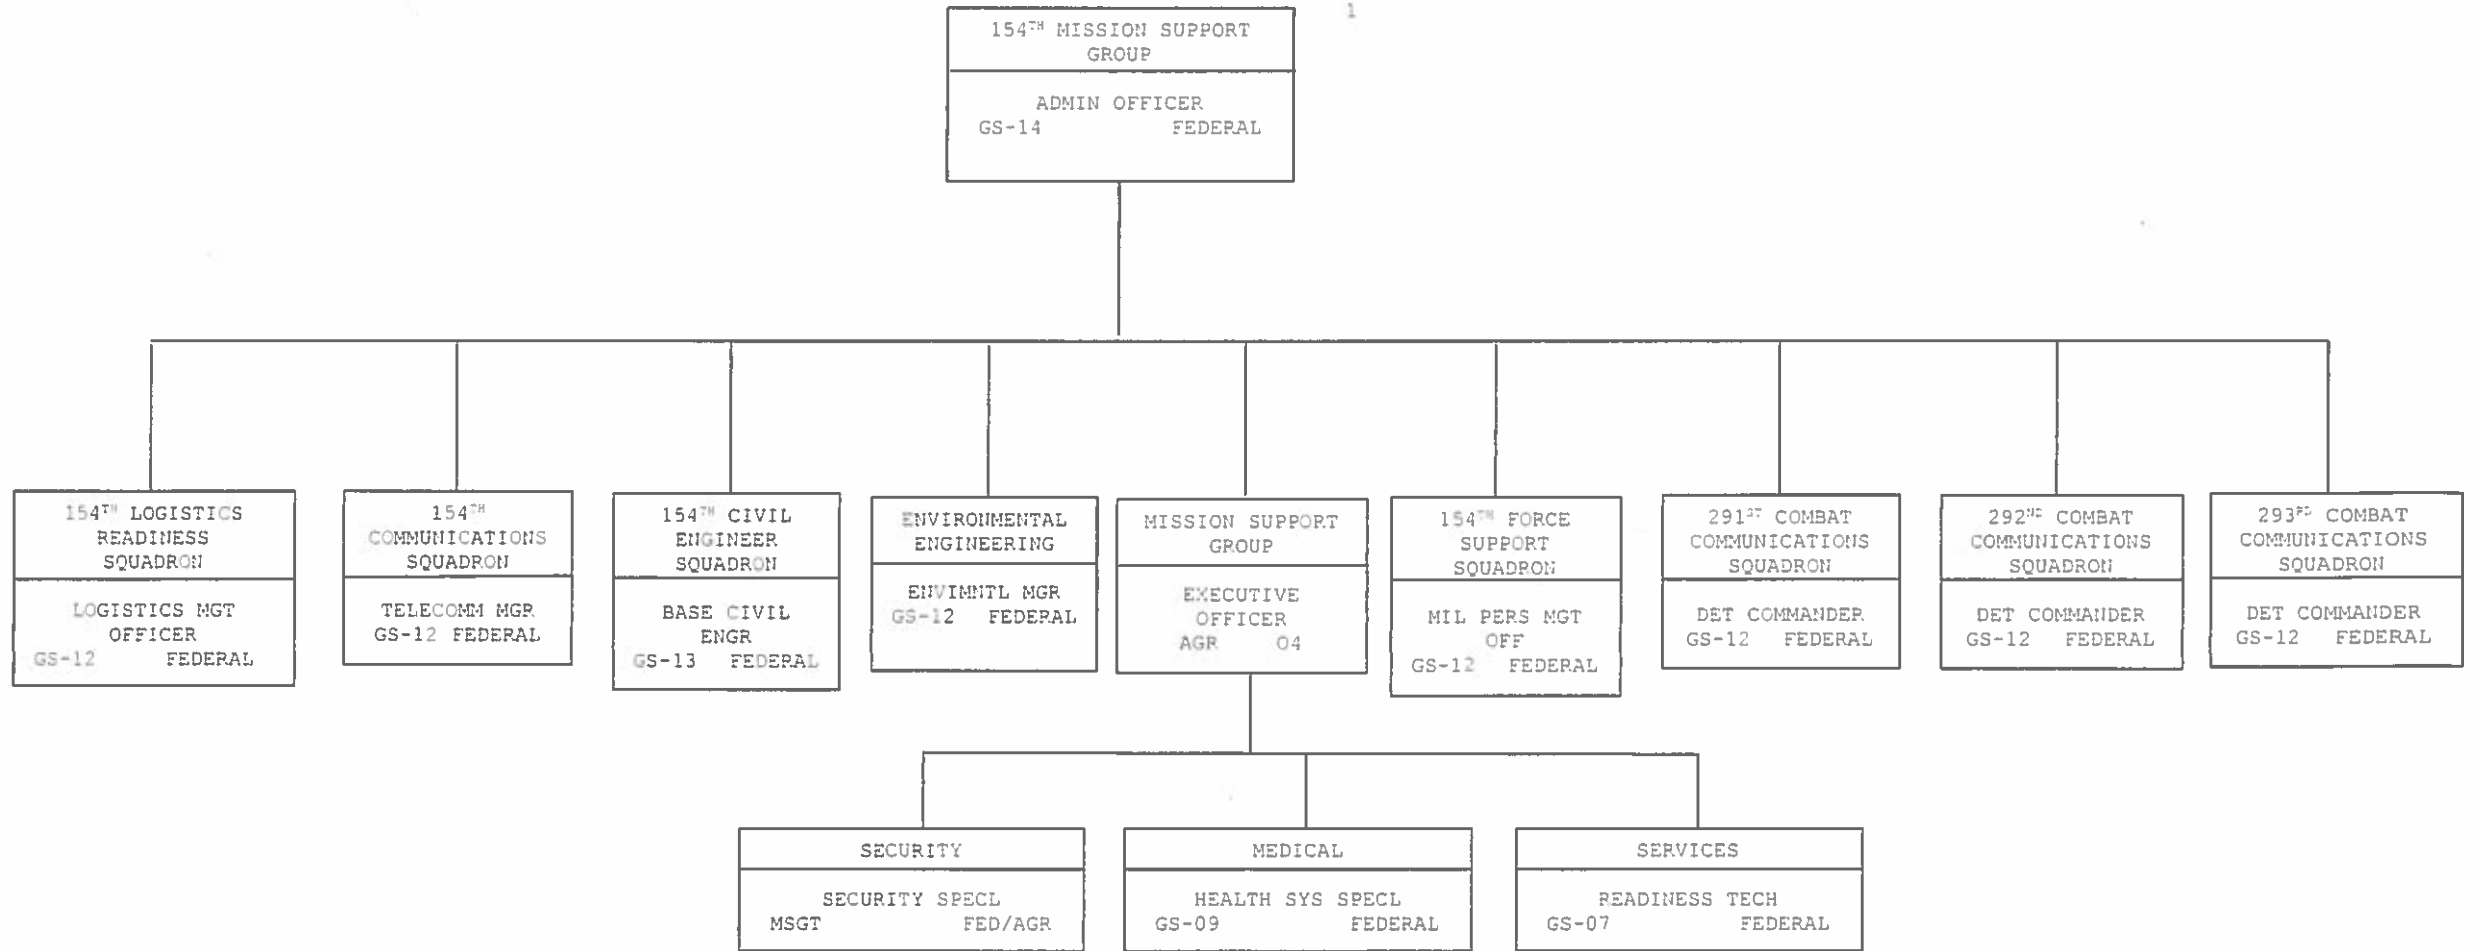 1
154TH MISSION SUPPORT
GROUP
ADMIN OFFICER
GS-14 FEDERAL
154TH LOGISTICS
READINESS
SQUADRON
LOGISTICS MGT
OFFICER
GS-12 FEDERAL
154TH
COMMUNICATIONS
SQUADRON
TELECOMM MGR
GS-12 FEDERAL
154TH CIVIL
ENGINEER
SQUADRON
BASE CIVIL
ENGR
GS-13 FEDERAL
ENVIRONMENTAL
ENGINEERING
ENVIMNTL MGR
GS-12 FEDERAL
MISSION SUPPORT
GROUP
EXECUTIVE
OFFICER
AGR O4
154TH FORCE
SUPPORT
SQUADRON
MIL PERS MGT
OFF
GS-12 FEDERAL
291ST COMBAT
COMMUNICATIONS
SQUADRON
DET COMMANDER
GS-12 FEDERAL
292ND COMBAT
COMMUNICATIONS
SQUADRON
DET COMMANDER
GS-12 FEDERAL
293RD COMBAT
COMMUNICATIONS
SQUADRON
DET COMMANDER
GS-12 FEDERAL
SECURITY
SECURITY SPECL
MSGT FED/AGR
MEDICAL
HEALTH SYS SPECL
GS-09 FEDERAL
SERVICES
READINESS TECH
GS-07 FEDERAL